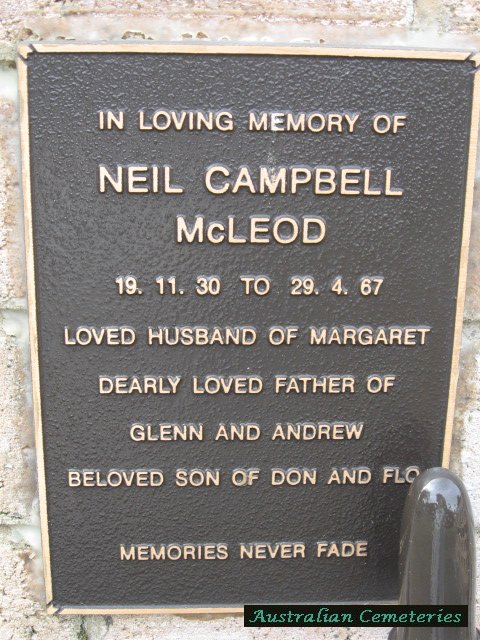 IN LOVING MEMORY OF
NEIL CAMPBELL
McLEOD
19. 11. 30 TO 29. 4. 67
LOVED HUSBAND OF MARGARET
DEARLY LOVED FATHER OF
GLENN AND ANDREW
BELOVED SON OF DON AND FLO
MEMORIES NEVER FADE
Australian Cemeteries